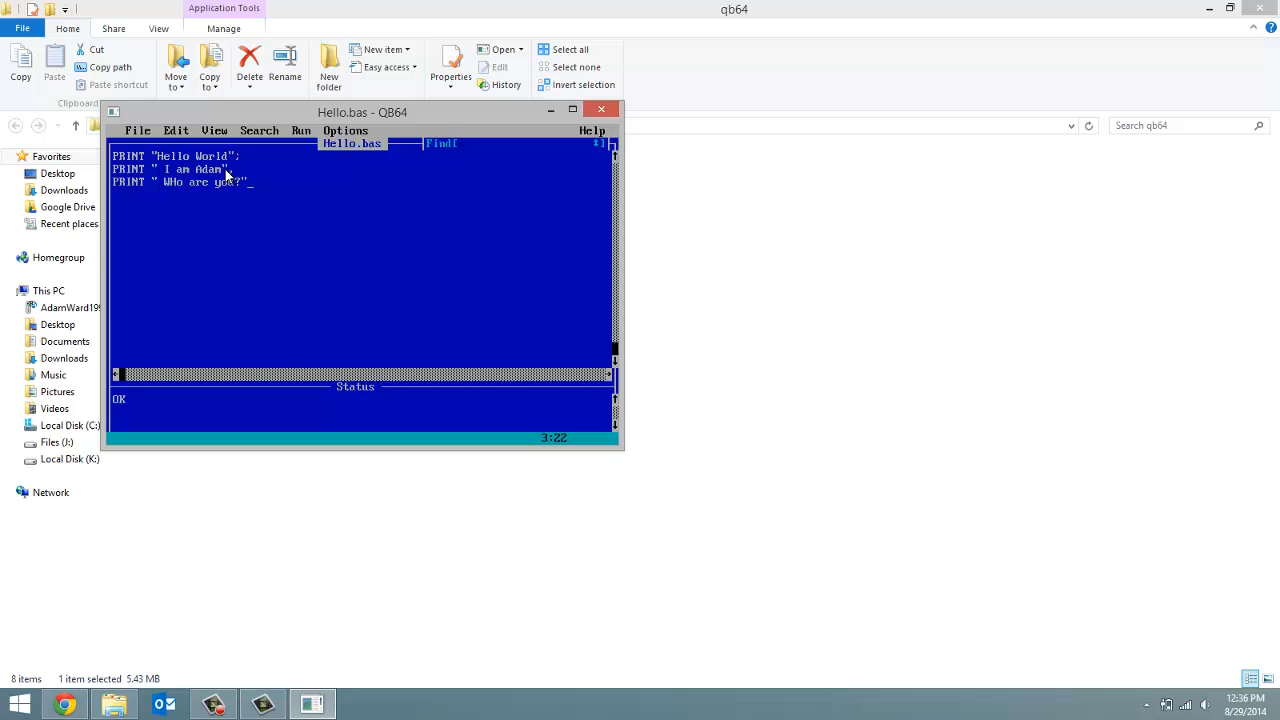 Application Tools
qb64
File
Home
Share
View
Manage
Copy
Paste
Cut
Copy path
Paste shortcut
Clipboard
Move to
Copy to
Delete
Rename
New folder
New item
Easy access
Properties
Open
Edit
History
Select all
Select none
Invert selection
Search qb64
Favorites
Desktop
Downloads
Google Drive
Recent places
Homegroup
This PC
AdamWard199
Desktop
Documents
Downloads
Music
Pictures
Videos
Local Disk (C:)
Files (J:)
Local Disk (K:)
Network
Hello.bas - QB64
File Edit View Search Run Options Help
Hello.bas
Find[
PRINT "Hello World";
PRINT " I am Adam";
PRINT " WHo are you?"_
Status
OK
3:22
8 items 1 item selected 5.43 MB
12:36 PM
8/29/2014